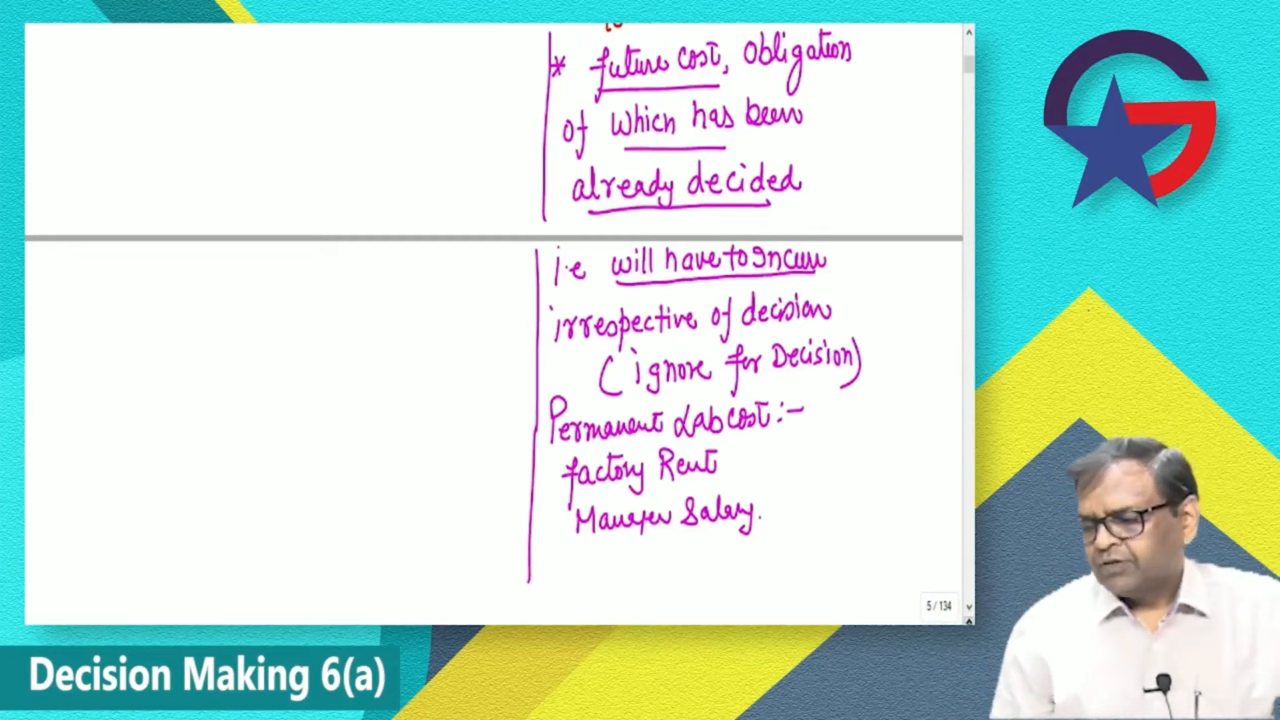 * future cost, Obligation
of which has been
already decided
i.e will have to Incur
irrespective of decision
(ignore for Decision)
Permanent Lab cost :-
factory Rent
Manager Salary.
5 / 134
Decision Making 6(a)